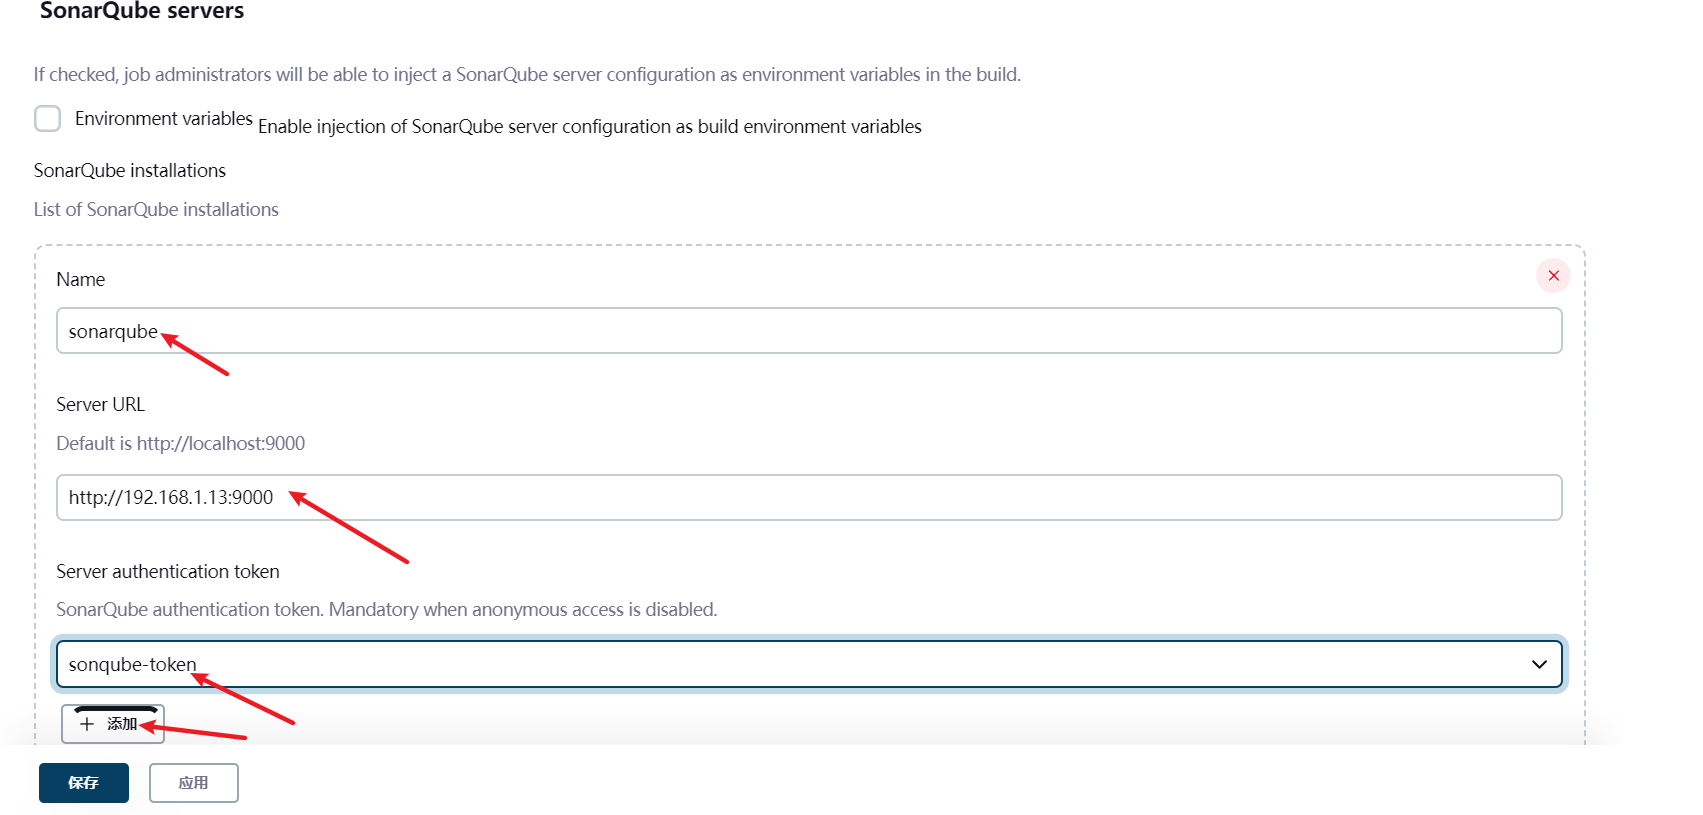 SonarQube servers
If checked, job administrators will be able to inject a SonarQube server configuration as environment variables in the build.
Environment variables Enable injection of SonarQube server configuration as build environment variables
SonarQube installations
List of SonarQube installations
Name
sonarqube
Server URL
Default is http://localhost:9000
http://192.168.1.13:9000
Server authentication token
SonarQube authentication token. Mandatory when anonymous access is disabled.
sonqube-token
添加
保存 应用